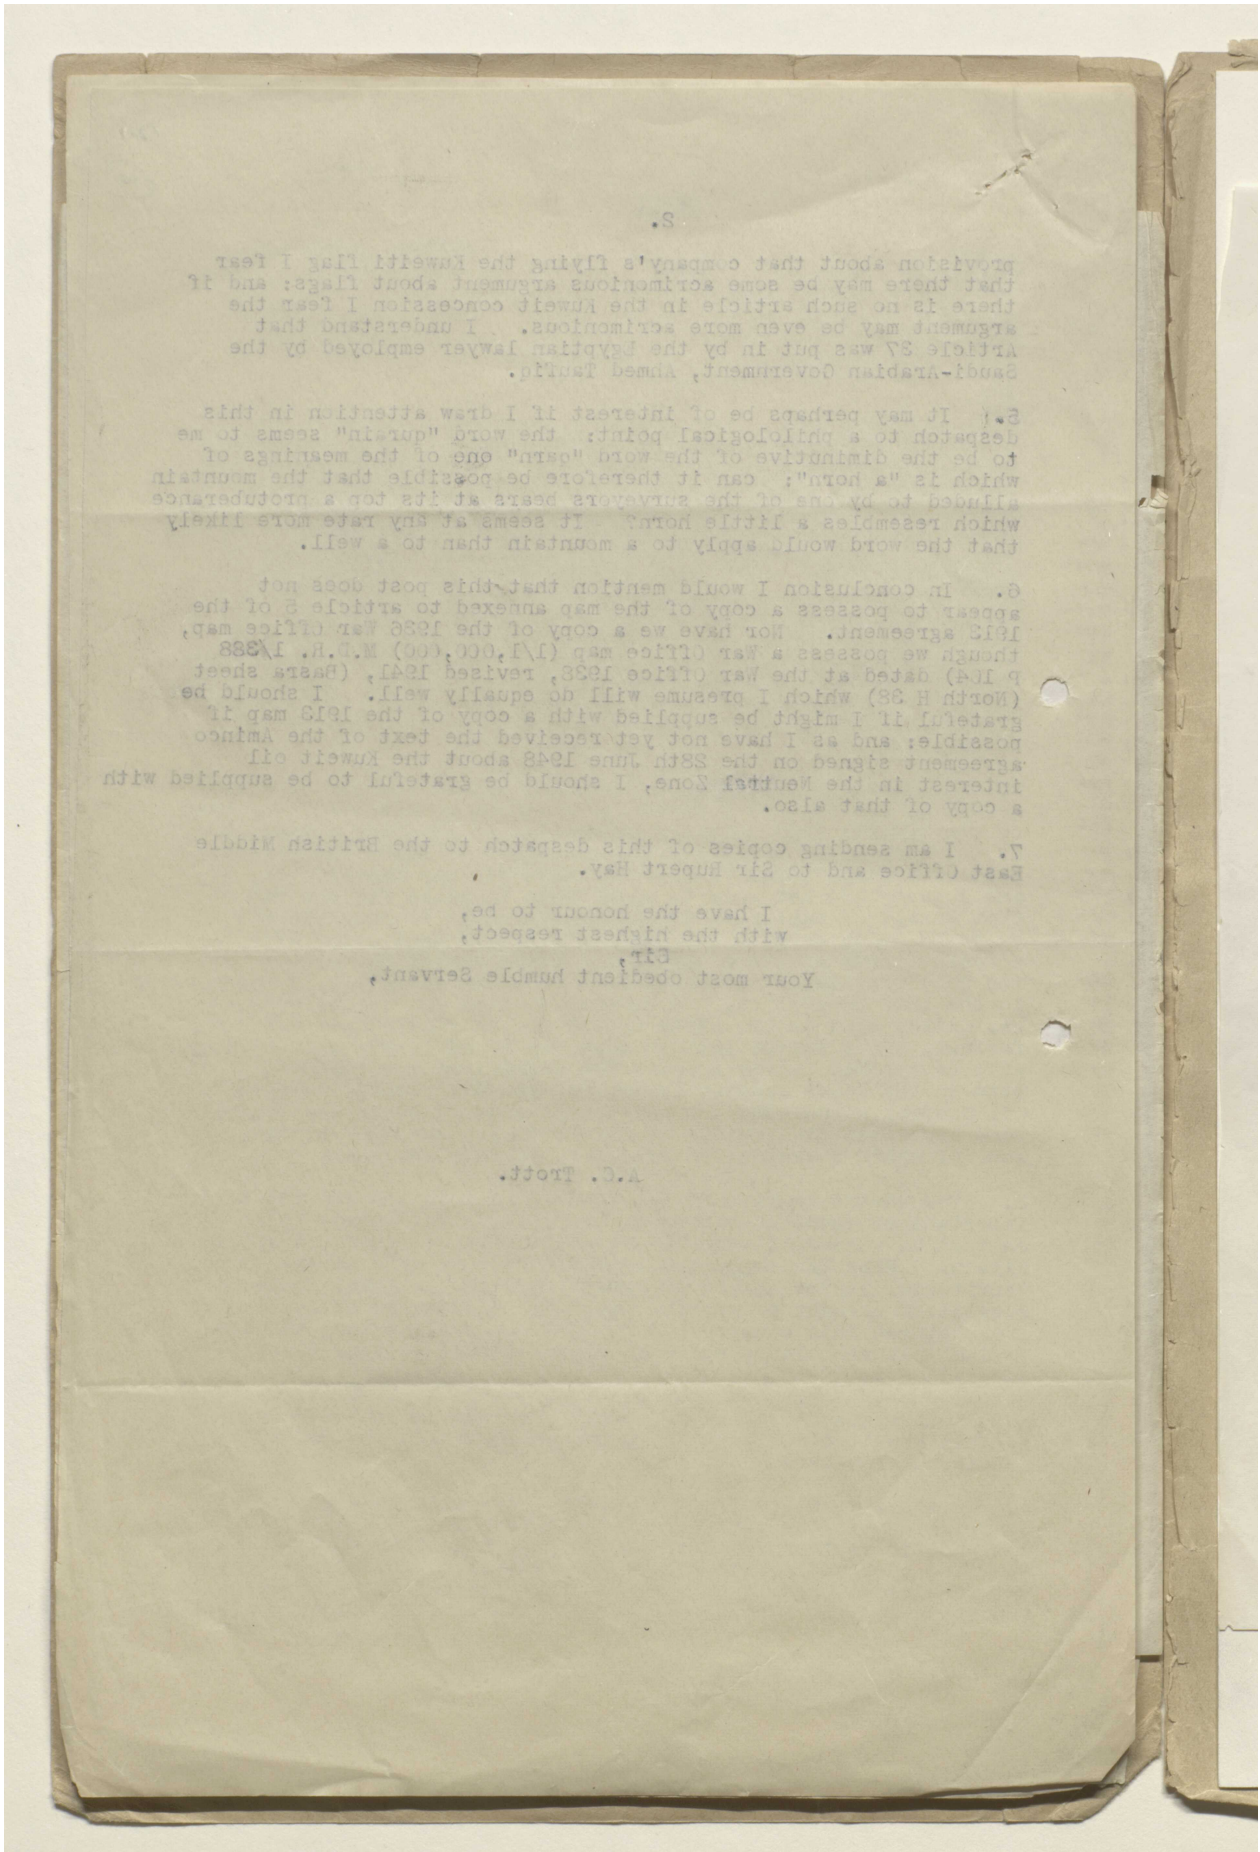 2.
provision about that company's flying the Kuweiti flag I fear
that there may be some acrimonious argument about flags: and if
there is no such article in the Kuweit concession I fear the
argument may be even more acrimonious. I understand that
Article 37 was put in by the Egyptian lawyer employed by the
Saudi-Arabian Government, Ahmed Taufiq.
5. It may perhaps be of interest if I draw attention in this
despatch to a philological point: the word "qurain" seems to me
to be the diminutive of the word "qarn" one of the meanings of
which is "a horn": can it therefore be possible that the mountain
alluded to by one of the surveyors bears at its top a protuberance
which resembles a little horn? It seems at any rate more likely
that the word would apply to a mountain than to a well.
6. In conclusion I would mention that this post does not
appear to possess a copy of the map annexed to article 5 of the
1913 agreement. Nor have we a copy of the 1936 War Office map,
though we possess a War Office map (1/1,000,000) M.D.R. 1/388
P 104) dated at the War Office 1938, revised 1941, (Basra sheet
(North H 38) which I presume will do equally well. I should be
grateful if I might be supplied with a copy of the 1913 map if
possible: and as I have not yet received the text of the Aminco
agreement signed on the 28th June 1948 about the Kuweit oil
interest in the Neutral Zone, I should be grateful to be supplied with
a copy of that also.
7. I am sending copies of this despatch to the British Middle
East Office and to Sir Rupert Hay.
I have the honour to be,
with the highest respect,
Sir,
Your most obedient humble Servant,
A.C. Trott.